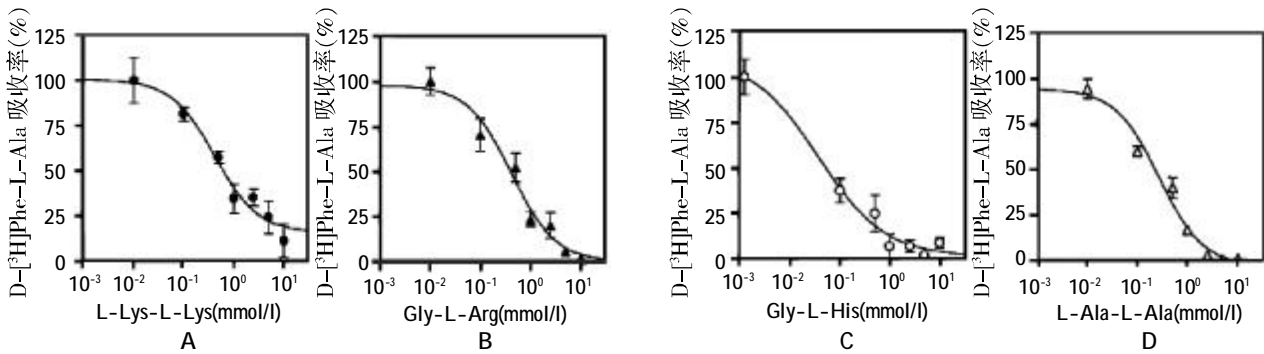 D-[³H]Phe-L-Ala 吸收率(%)
125
100
75
50
25
0
10⁻³ 10⁻² 10⁻¹ 10⁰ 10¹
L-Lys-L-Lys(mmol/l)
A
D-[³H]Phe-L-Ala 吸收率(%)
125
100
75
50
25
0
10⁻³ 10⁻² 10⁻¹ 10⁰ 10¹
Gly-L-Arg(mmol/l)
B
D-[³H]Phe-L-Ala 吸收率(%)
125
100
75
50
25
0
10⁻³ 10⁻² 10⁻¹ 10⁰ 10¹
Gly-L-His(mmol/l)
C
D-[³H]Phe-L-Ala 吸收率(%)
125
100
75
50
25
0
10⁻³ 10⁻² 10⁻¹ 10⁰ 10¹
L-Ala-L-Ala(mmol/l)
D